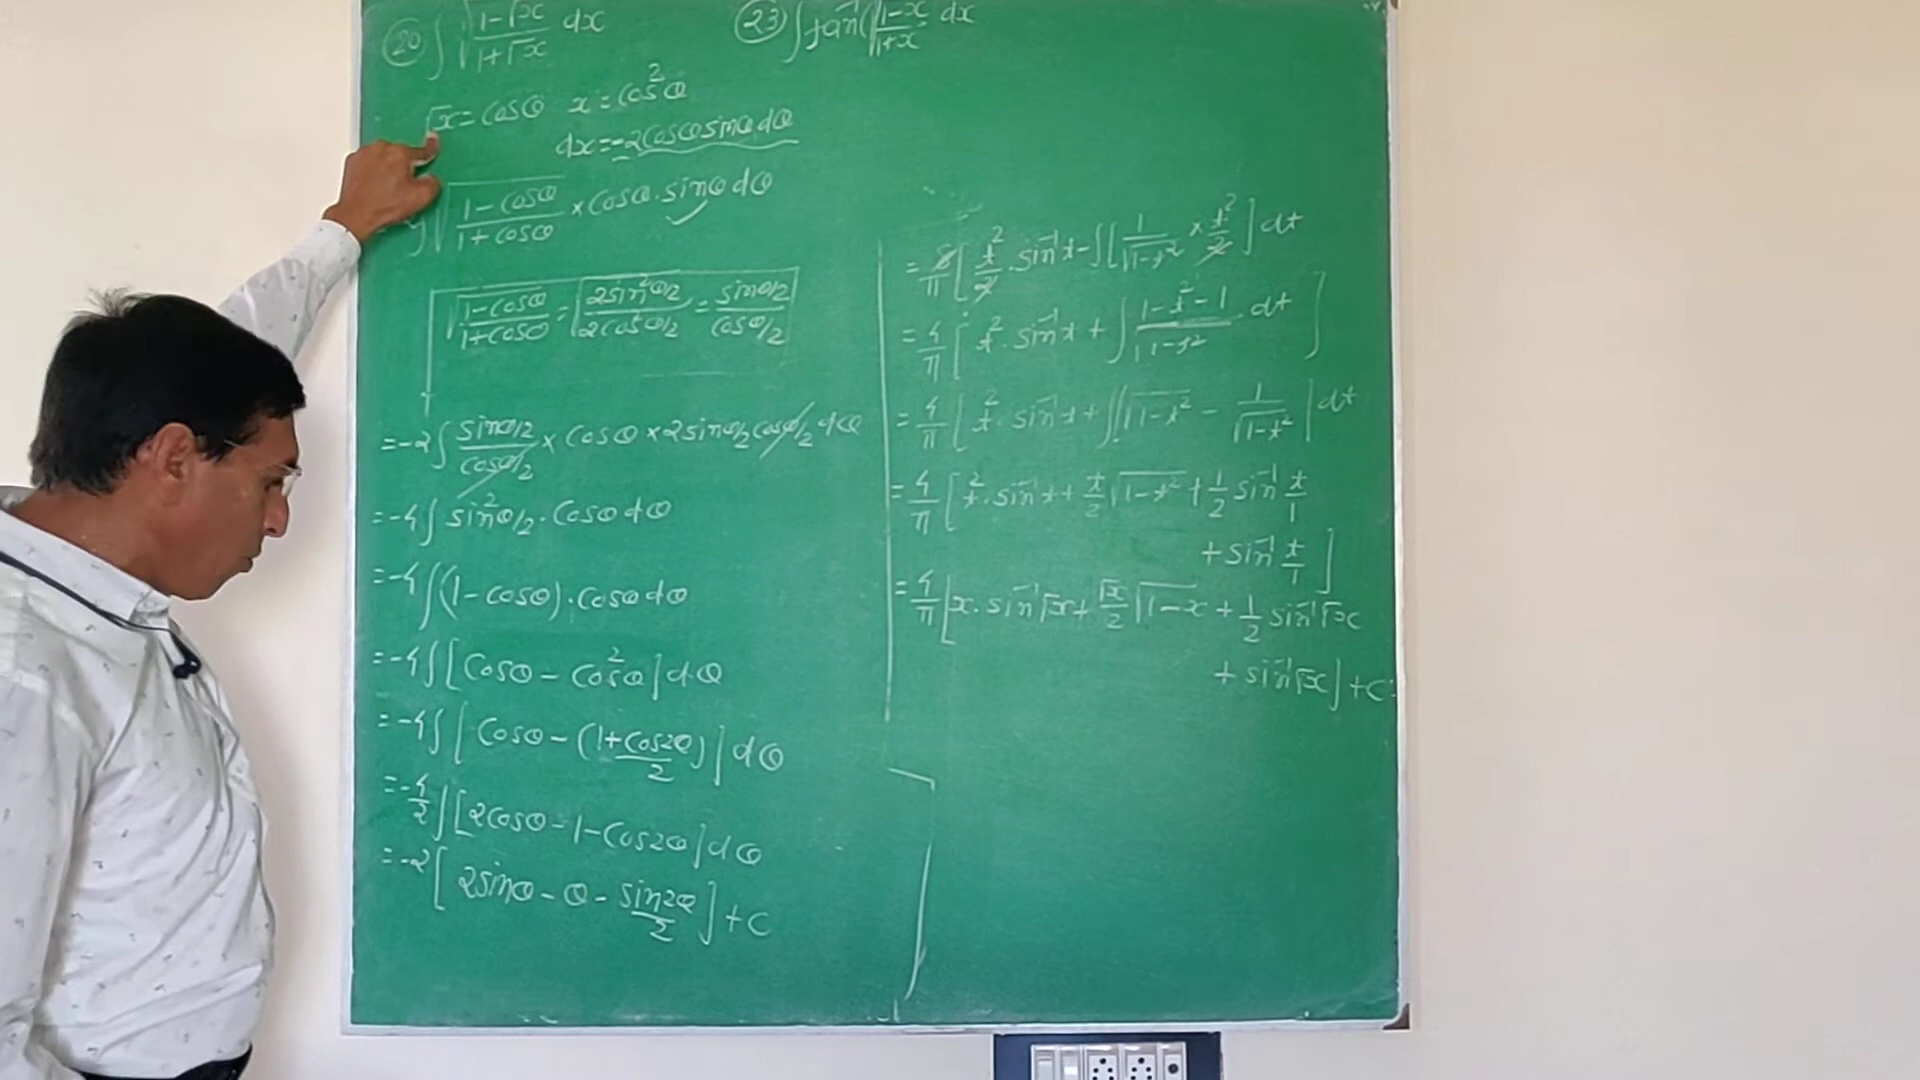 (20) ∫ √((1-√x)/(1+√x)) dx
√x = cosθ   x = cos²θ
dx = -2cosθ sinθ dθ
∫ √((1-cosθ)/(1+cosθ)) × cosθ . sinθ dθ
√((1-cosθ)/(1+cosθ)) = √((2sin²θ/2)/(2cos²θ/2)) = (sinθ/2)/(cosθ/2)
= -2 ∫ (sinθ/2)/(cosθ/2) × cosθ × 2sinθ/2 cosθ/2 dθ
= -4 ∫ sin²θ/2 . cosθ dθ
= -4 ∫ (1-cosθ) . cosθ dθ
= -4 ∫ [cosθ - cos²θ] dθ
= -4 ∫ [cosθ - (1+cos2θ)/2] dθ
= -4/2 ∫ [2cosθ - 1 - cos2θ] dθ
= -2 [2sinθ - θ - sin2θ/2] + C
(23) ∫ tan⁻¹(√((1-x)/(1+x)) dx
= 8/π [t²/2 . sin⁻¹t - ∫ [1/√(1-t²) × t²/2] dt
= 4/π [t² . sin⁻¹t + ∫ (1-t²-1)/√(1-t²) . dt]
= 4/π [t² . sin⁻¹t + ∫[√(1-t²) - 1/√(1-t²)] dt
= 4/π [t² . sin⁻¹t + t/2 √(1-t²) + 1/2 sin⁻¹ t/1
+ sin⁻¹ t/1]
= 4/π [x . sin⁻¹√x + √x/2 √(1-x) + 1/2 sin⁻¹√x
+ sin⁻¹√x] + C